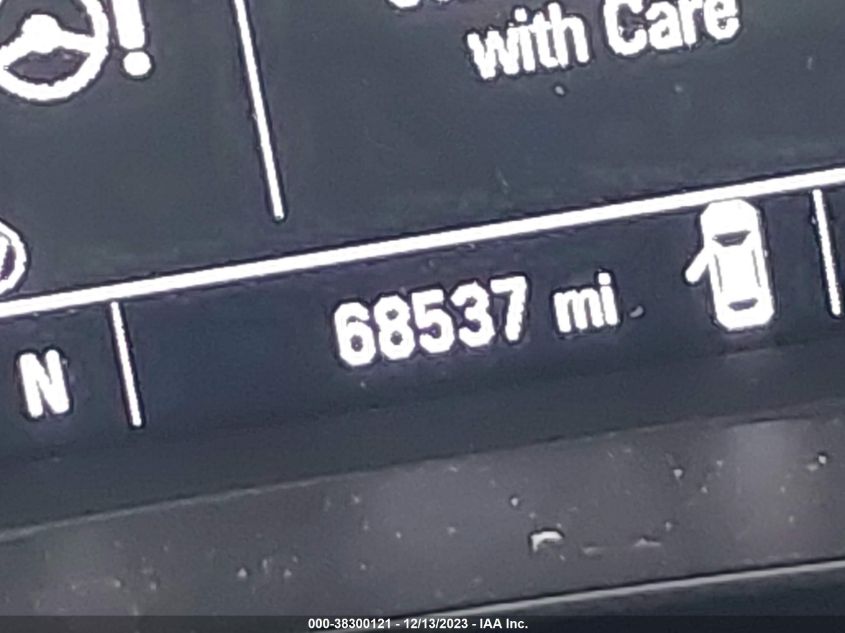 with Care
68537 mi
N
000-38300121 - 12/13/2023 - IAA Inc.